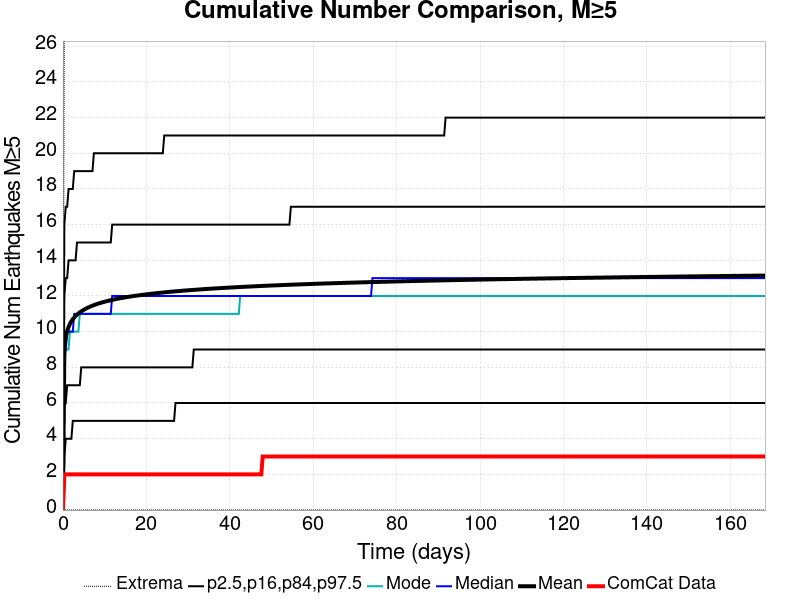 Cumulative Number Comparison, M≥5
Cumulative Num Earthquakes M≥5
26
24
22
20
18
16
14
12
10
8
6
4
2
0
0 20 40 60 80 100 120 140 160
Time (days)
Extrema p2.5,p16,p84,p97.5 Mode Median Mean ComCat Data